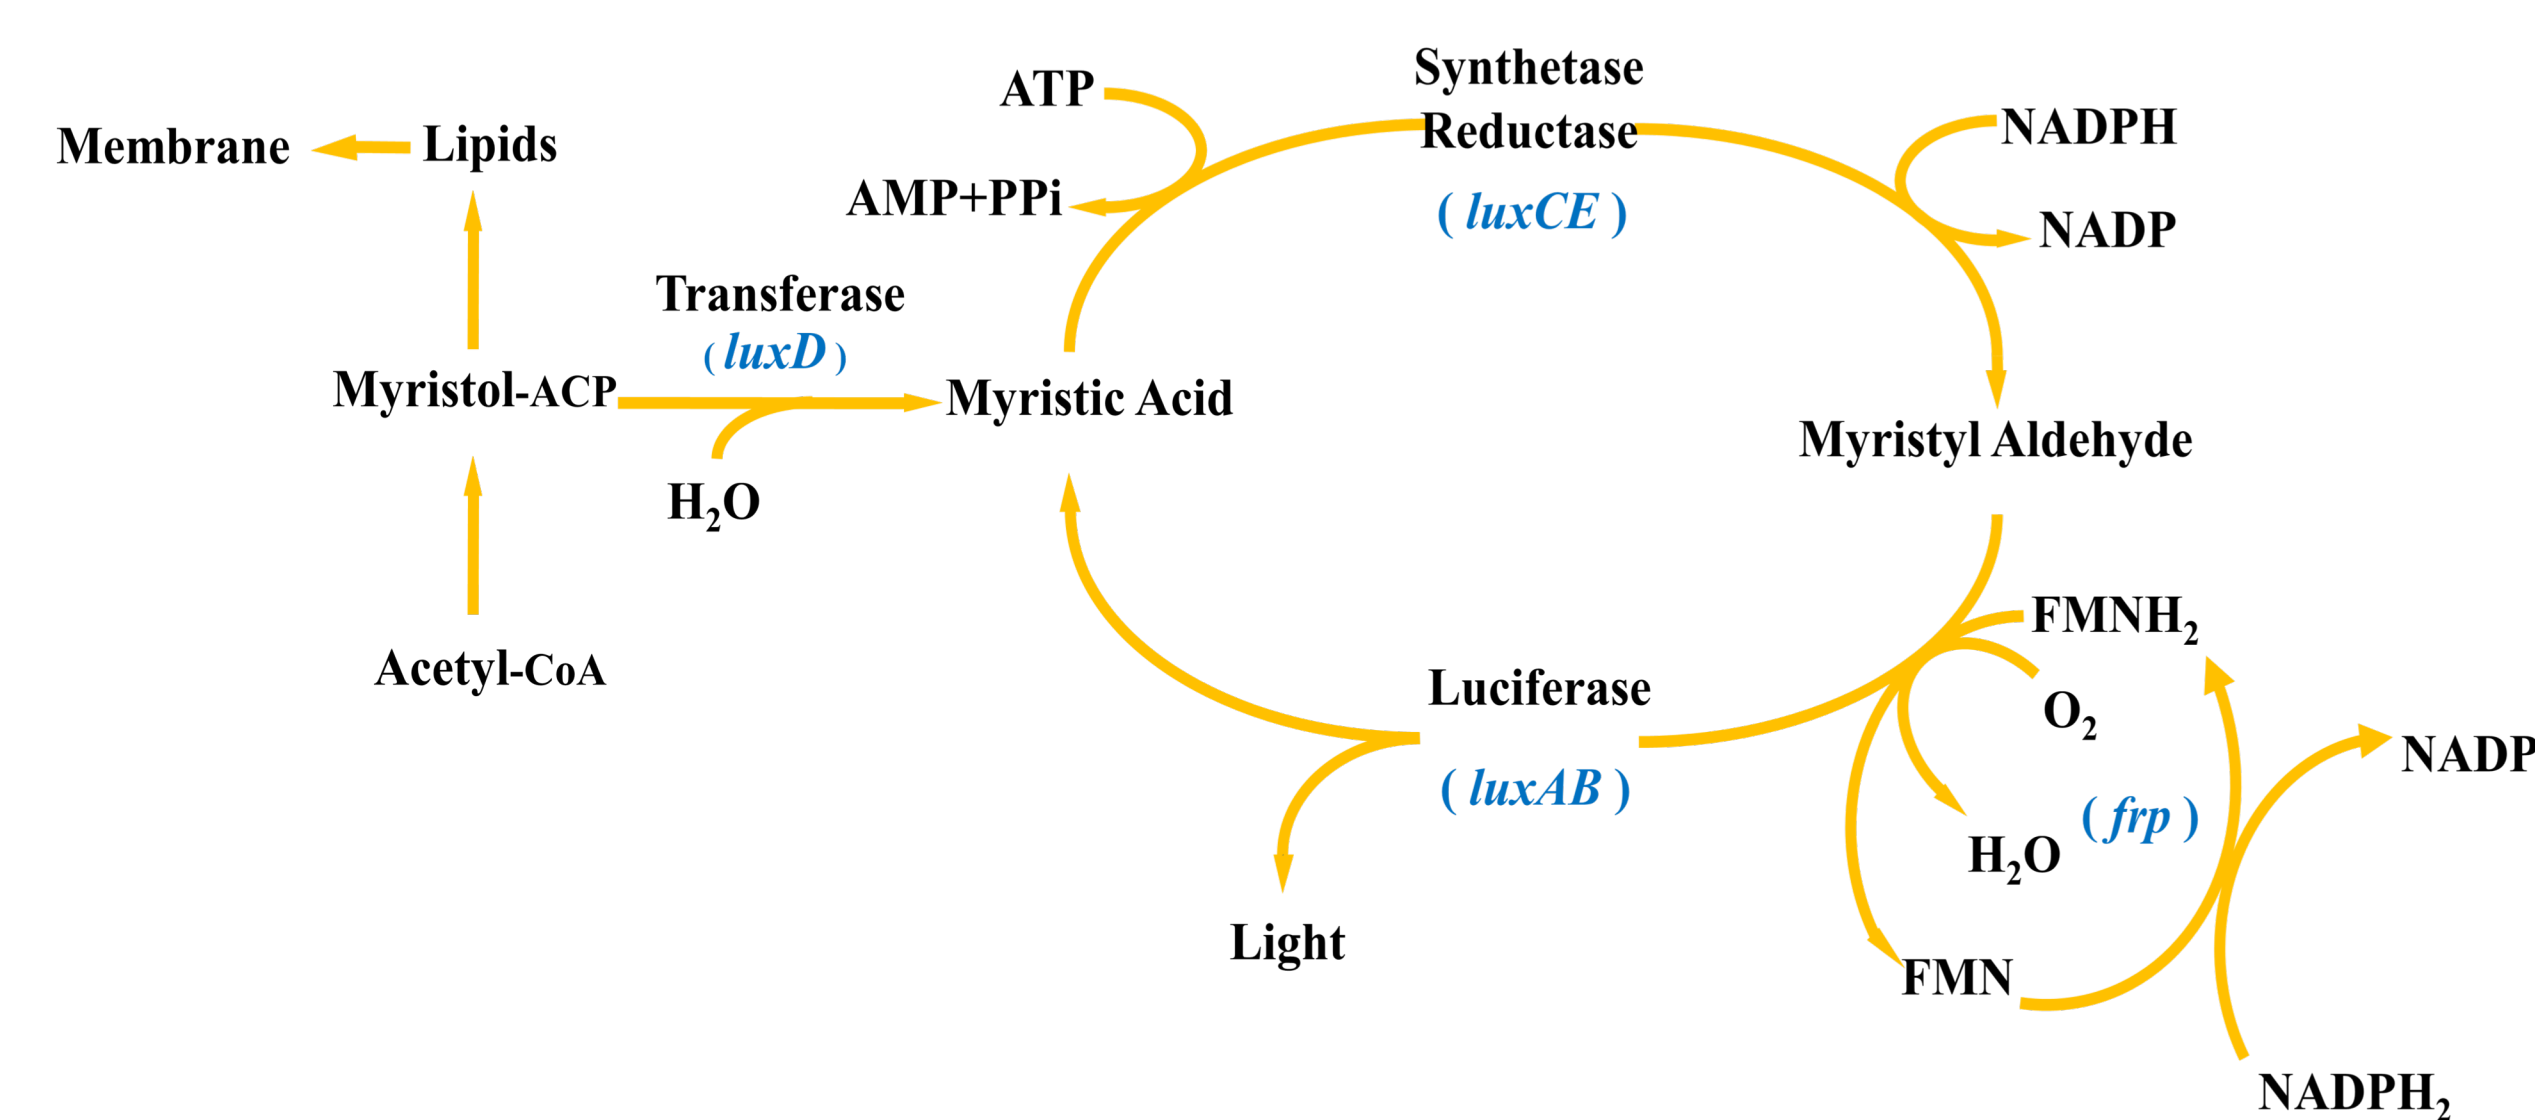 Synthetase
ATP
Reductase
NADPH
Membrane
Lipids
AMP+PPi
( luxCE )
NADP
Transferase
( luxD )
Myristol-ACP
Myristic Acid
Myristyl Aldehyde
H₂O
Acetyl-CoA
FMNH₂
Luciferase
O₂
NADP
( luxAB )
( frp )
H₂O
Light
FMN
NADPH₂